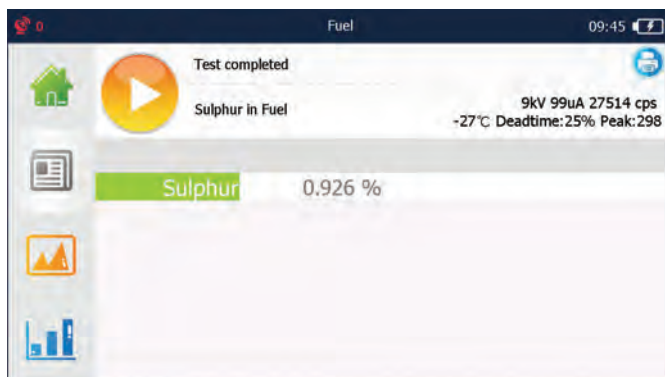 0 Fuel 09:45
Test completed
Sulphur in Fuel
9kV 99uA 27514 cps
-27℃ Deadtime:25% Peak:298
Sulphur 0.926 %